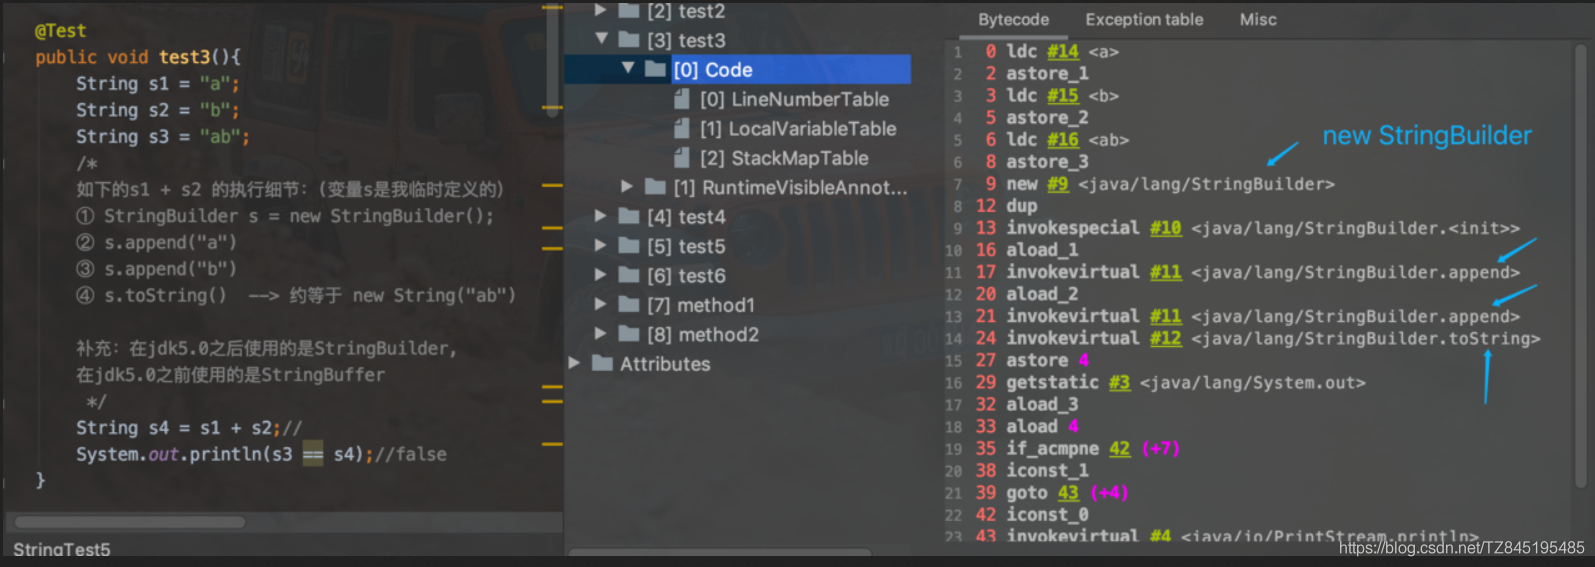 @Test
public void test3(){
String s1 = "a";
String s2 = "b";
String s3 = "ab";
/*
如下的s1 + s2 的执行细节：(变量s是我临时定义的）
① StringBuilder s = new StringBuilder();
② s.append("a")
③ s.append("b")
④ s.toString()  --> 约等于 new String("ab")
补充：在jdk5.0之后使用的是StringBuilder,
在jdk5.0之前使用的是StringBuffer
*/
String s4 = s1 + s2;//
System.out.println(s3 == s4);//false
}
StringTest5
[2] test2
[3] test3
[0] Code
[0] LineNumberTable
[1] LocalVariableTable
[2] StackMapTable
[1] RuntimeVisibleAnnot...
[4] test4
[5] test5
[6] test6
[7] method1
[8] method2
Attributes
Bytecode Exception table Misc
1 0 ldc #14 <a>
2 2 astore_1
3 3 ldc #15 <b>
4 5 astore_2
5 6 ldc #16 <ab>
6 8 astore_3
7 9 new #9 <java/lang/StringBuilder>
8 12 dup
9 13 invokespecial #10 <java/lang/StringBuilder.<init>>
10 16 aload_1
11 17 invokevirtual #11 <java/lang/StringBuilder.append>
12 20 aload_2
13 21 invokevirtual #11 <java/lang/StringBuilder.append>
14 24 invokevirtual #12 <java/lang/StringBuilder.toString>
15 27 astore 4
16 29 getstatic #3 <java/lang/System.out>
17 32 aload_3
18 33 aload 4
19 35 if_acmpne 42 (+7)
20 38 iconst_1
21 39 goto 43 (+4)
22 42 iconst_0
23 43 invokevirtual #4 <java/io/PrintStream.println>
new StringBuilder
https://blog.csdn.net/TZ845195485